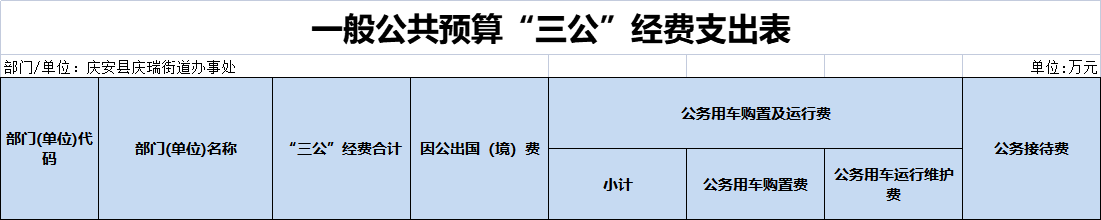 一般公共预算“三公”经费支出表
部门/单位：庆安县庆瑞街道办事处
单位:万元
部门(单位)代
码
部门(单位)名称
“三公”经费合计
因公出国（境）费
公务用车购置及运行费
小计
公务用车购置费
公务用车运行维护
费
公务接待费